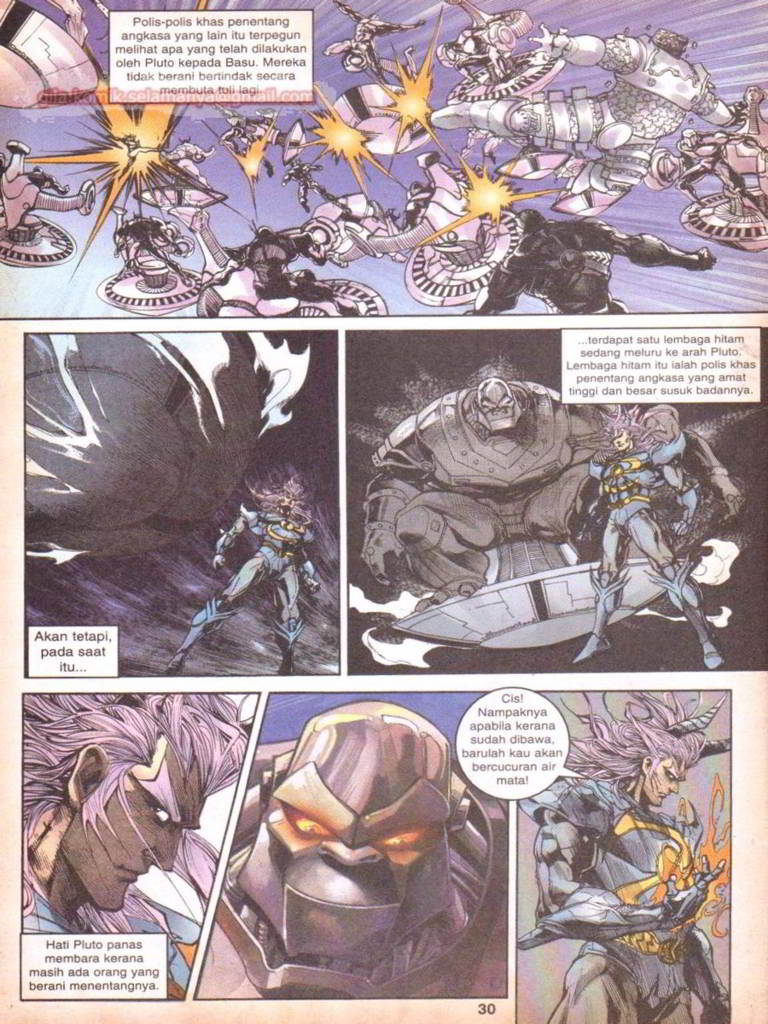 Polis-polis khas penentang
angkasa yang lain itu terpegun
melihat apa yang telah dilakukan
oleh Pluto kepada Basu. Mereka
tidak berani bertindak secara
membuta tuli lagi.
...terdapat satu lembaga hitam
sedang meluru ke arah Pluto.
Lembaga hitam itu ialah polis khas
penentang angkasa yang amat
tinggi dan besar susuk badannya.
Akan tetapi,
pada saat
itu...
Cis!
Nampaknya
apabila kerana
sudah dibawa,
barulah kau akan
bercucuran air
mata!
Hati Pluto panas
membara kerana
masih ada orang yang
berani menentangnya.
30